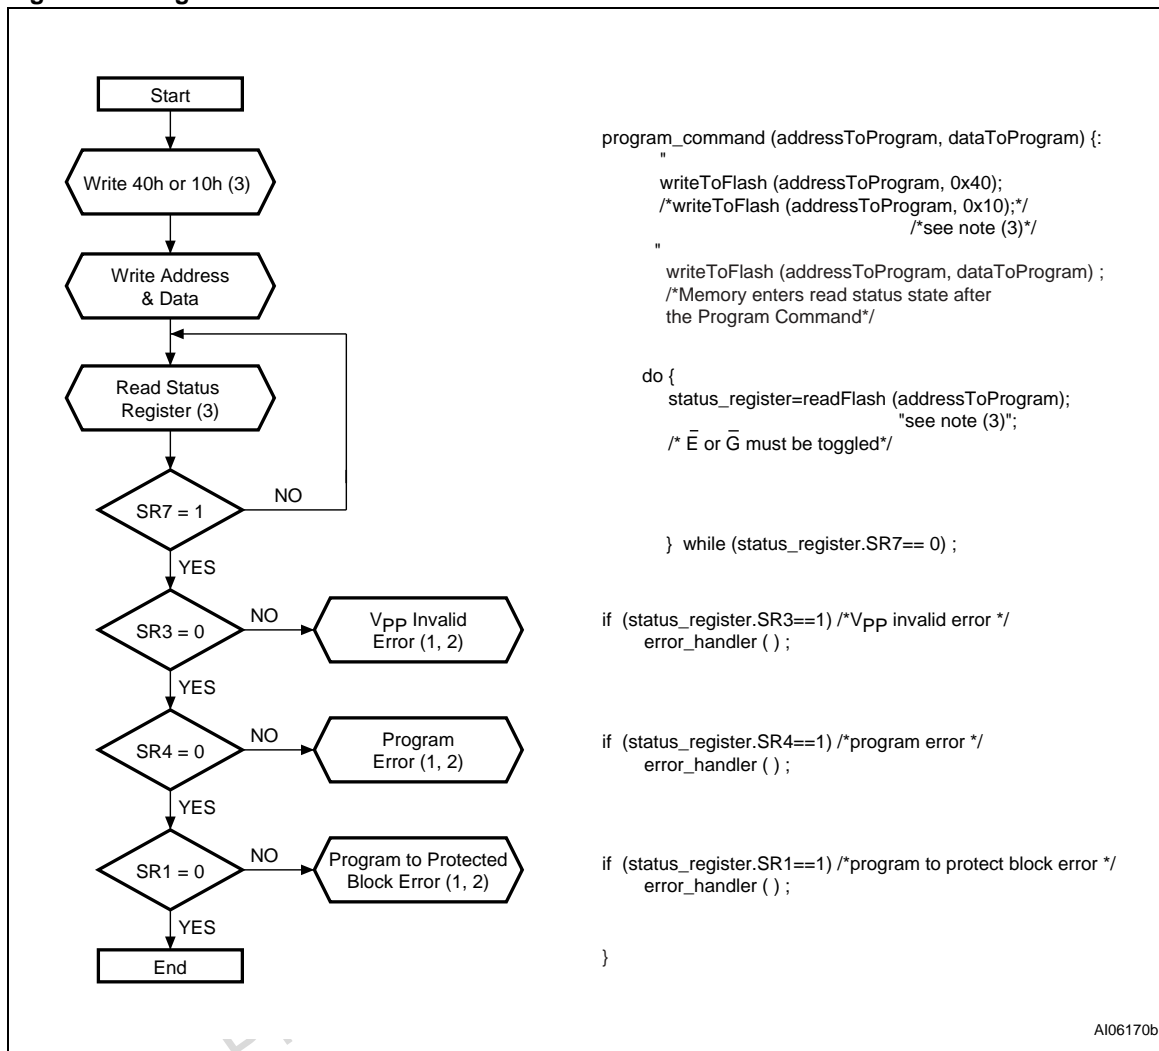 Start
Write 40h or 10h (3)
Write Address
& Data
Read Status
Register (3)
SR7 = 1
NO
YES
SR3 = 0
NO
VPP Invalid
Error (1, 2)
YES
SR4 = 0
NO
Program
Error (1, 2)
YES
SR1 = 0
NO
Program to Protected
Block Error (1, 2)
YES
End
program_command (addressToProgram, dataToProgram) {:
"
writeToFlash (addressToProgram, 0x40);
/*writeToFlash (addressToProgram, 0x10);*/
/*see note (3)*/
"
writeToFlash (addressToProgram, dataToProgram) ;
/*Memory enters read status state after
the Program Command*/
do {
status_register=readFlash (addressToProgram);
"see note (3)";
/* E̅ or G̅ must be toggled*/
} while (status_register.SR7== 0) ;
if (status_register.SR3==1) /*VPP invalid error */
error_handler ( ) ;
if (status_register.SR4==1) /*program error */
error_handler ( ) ;
if (status_register.SR1==1) /*program to protect block error */
error_handler ( ) ;
}
AI06170b